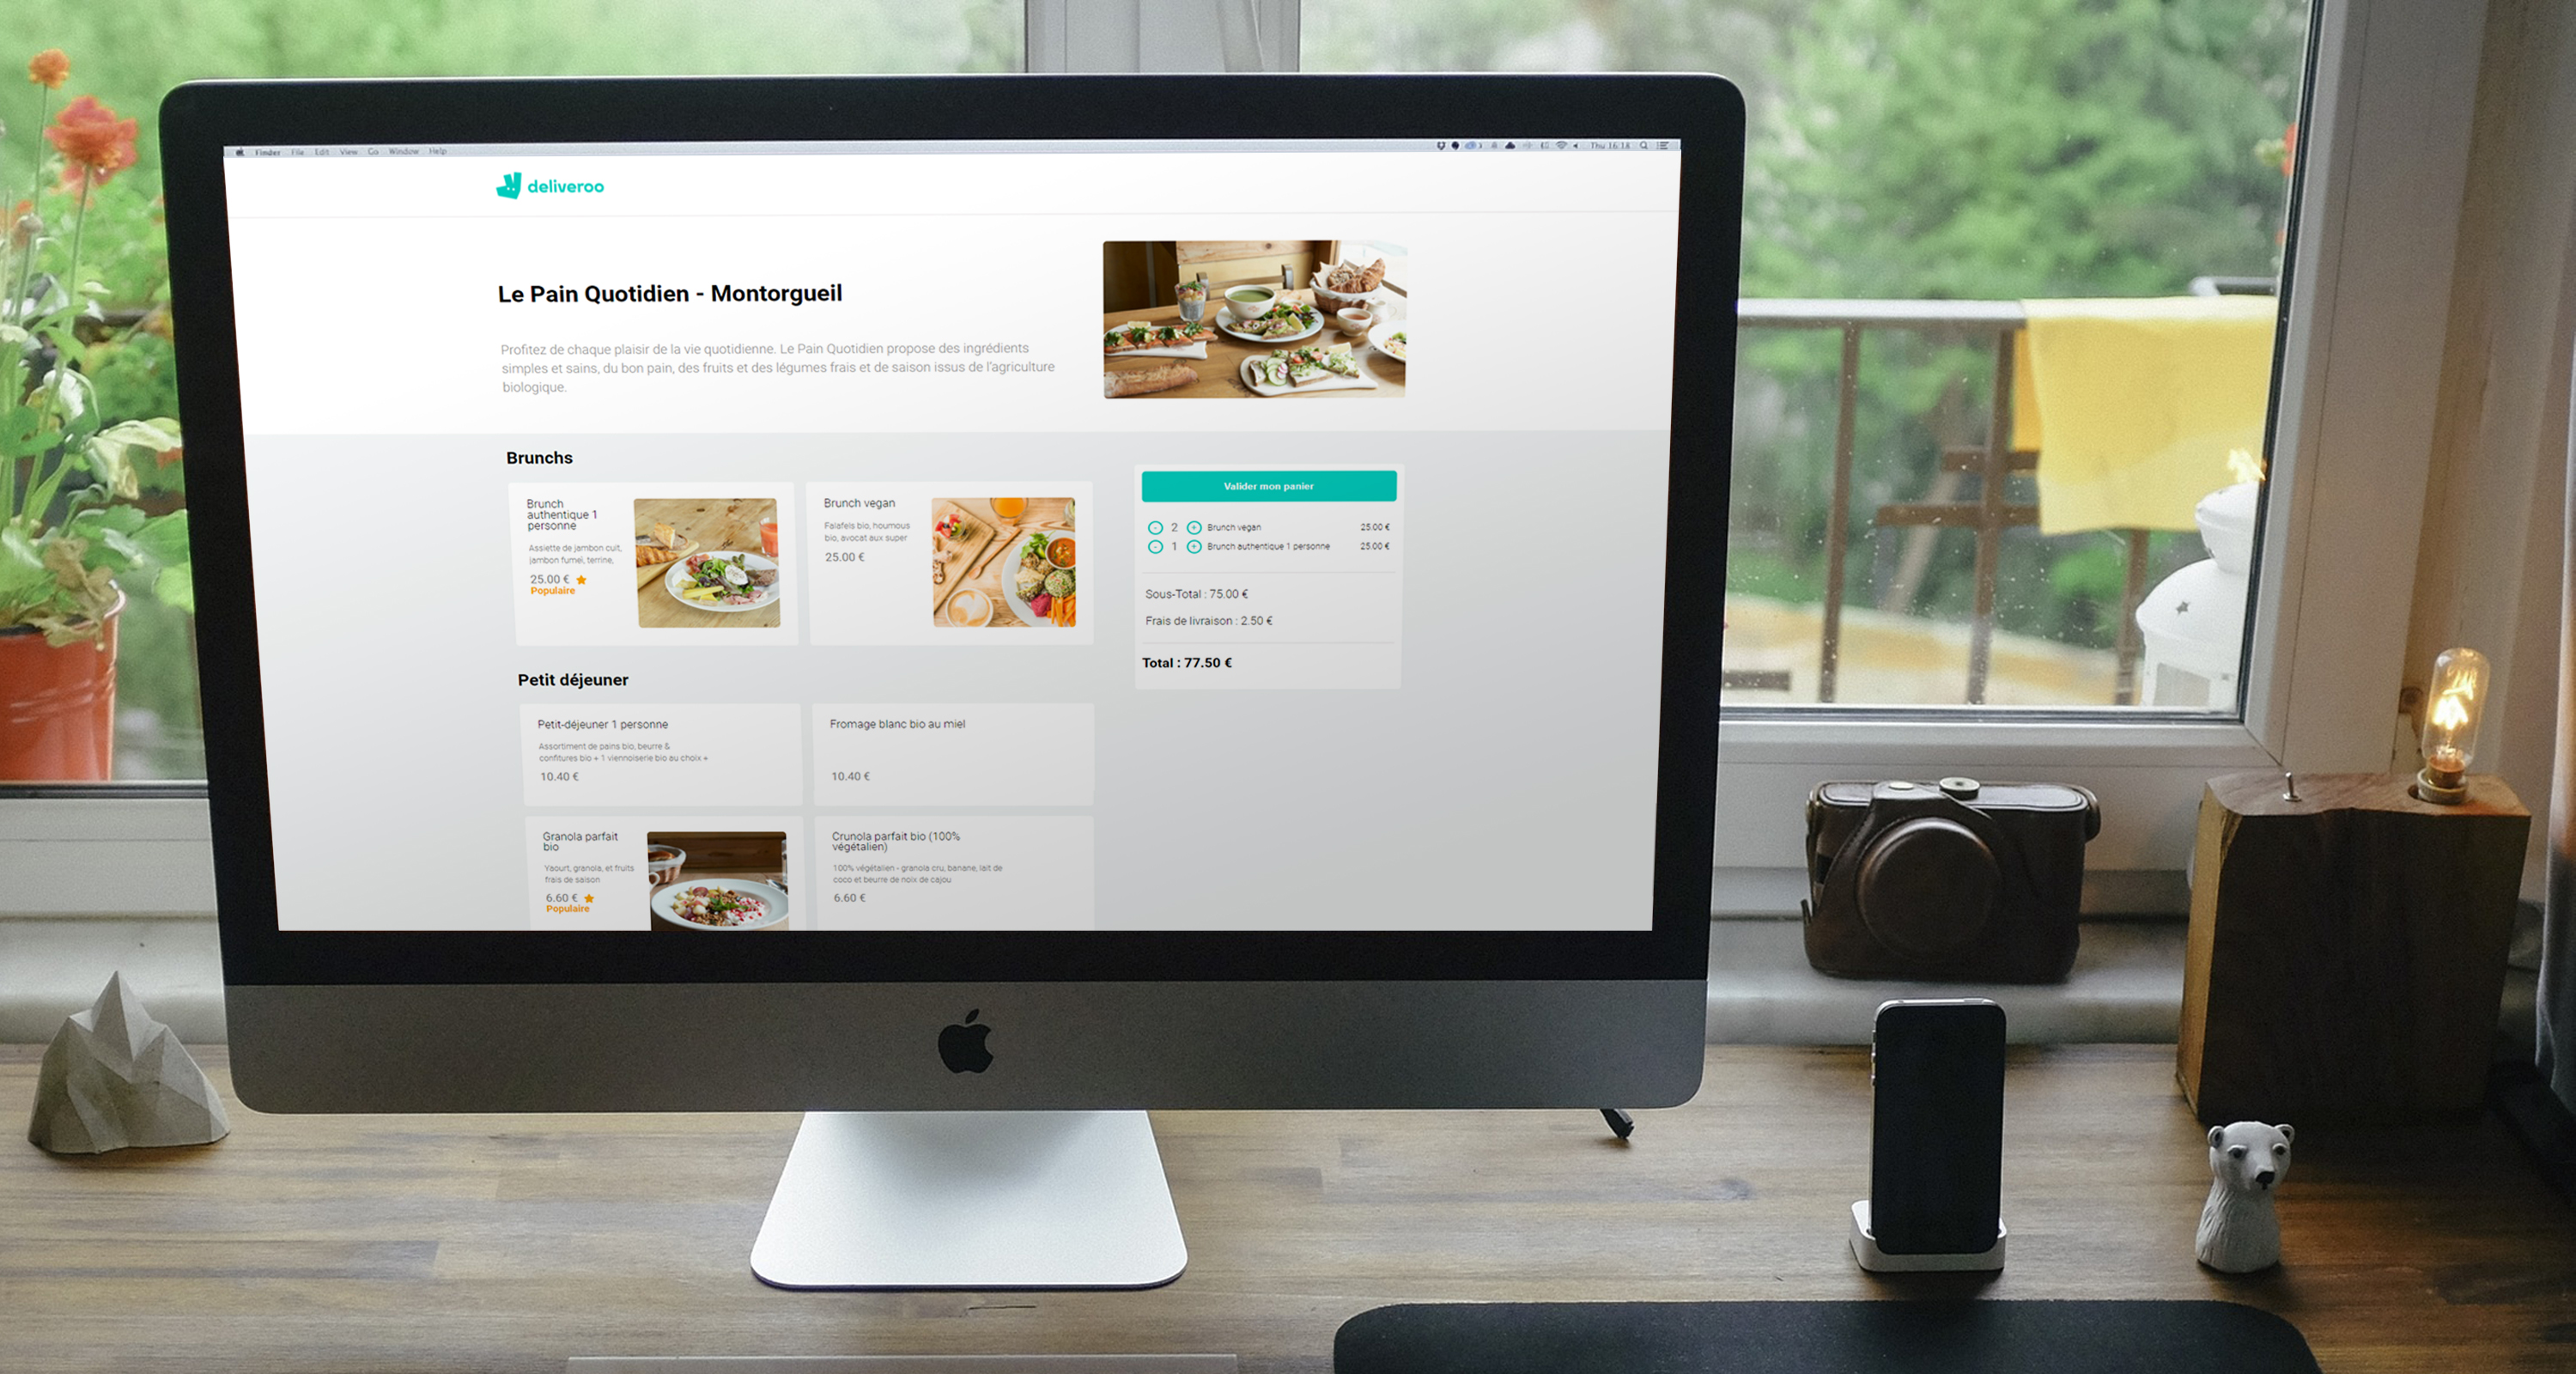 Finder File Edit View Go Window Help
Thu 16:18
deliveroo
Le Pain Quotidien - Montorgueil
Profitez de chaque plaisir de la vie quotidienne. Le Pain Quotidien propose des ingrédients
simples et sains, du bon pain, des fruits et des légumes frais et de saison issus de l'agriculture
biologique.
Brunchs
Brunch
authentique 1
personne
Assiette de jambon cuit,
jambon fumé, terrine,
25.00 €
Populaire
Brunch vegan
Falafels bio, houmous
bio, avocat aux super
25.00 €
Petit déjeuner
Petit-déjeuner 1 personne
Assortiment de pains bio, beurre &
confitures bio + 1 viennoiserie bio au choix +
10.40 €
Fromage blanc bio au miel
10.40 €
Granola parfait
bio
Yaourt, granola, et fruits
frais de saison
6.60 €
Populaire
Crunola parfait bio (100%
végétalien)
100% végétalien - granola cru, banane, lait de
coco et beurre de noix de cajou
6.60 €
Valider mon panier
- 2 + Brunch vegan 25.00 €
- 1 + Brunch authentique 1 personne 25.00 €
Sous-Total : 75.00 €
Frais de livraison : 2.50 €
Total : 77.50 €